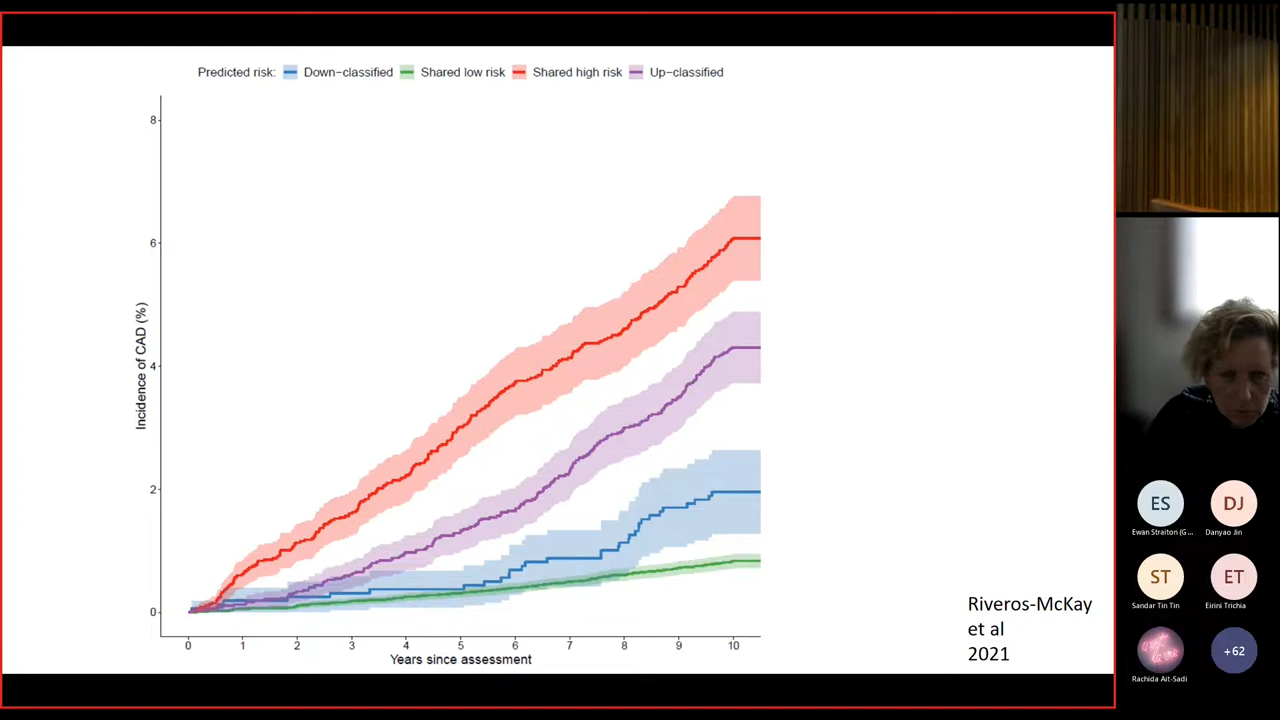 Predicted risk: Down−classified Shared low risk Shared high risk Up−classified
8
6
4
2
0
Incidence of CAD (%)
0 1 2 3 4 5 6 7 8 9 10
Years since assessment
Riveros-McKay
et al
2021
ES DJ
Ewan Straiton (G... Danyao Jin
ST ET
Sandar Tin Tin Eirini Trichia
+62
Rachida Ait-Sadi